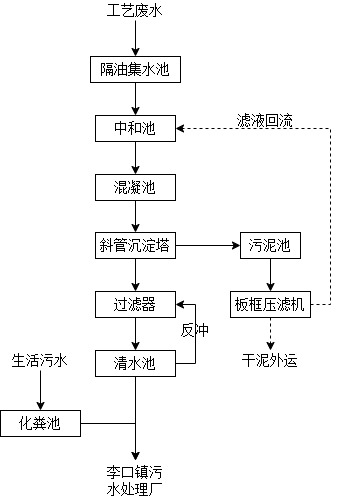 工艺废水
隔油集水池
中和池
滤液回流
混凝池
斜管沉淀塔
污泥池
过滤器
板框压滤机
反冲
生活污水
清水池
干泥外运
化粪池
李口镇污
水处理厂